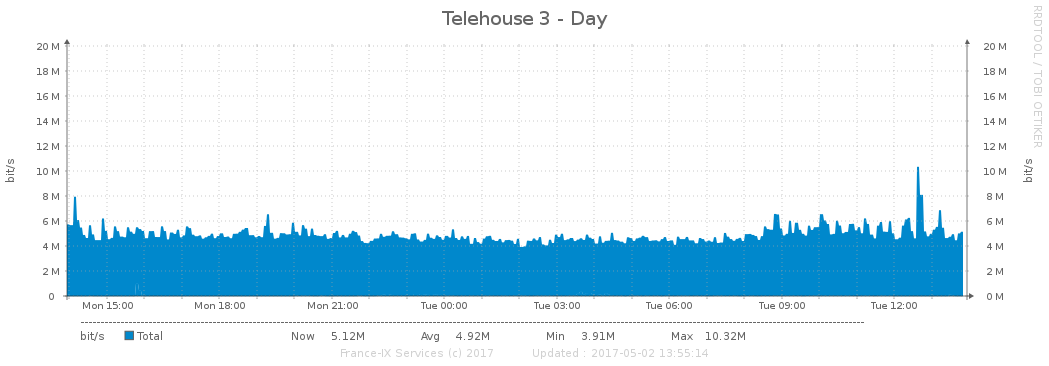 Telehouse 3 - Day
RRDTOOL / TOBI OETIKER
20 M 20 M
18 M 18 M
16 M 16 M
14 M 14 M
12 M 12 M
10 M 10 M
8 M 8 M
6 M 6 M
4 M 4 M
2 M 2 M
0 0 M
bit/s bit/s
Mon 15:00 Mon 18:00 Mon 21:00 Tue 00:00 Tue 03:00 Tue 06:00 Tue 09:00 Tue 12:00
bit/s Total Now 5.12M Avg 4.92M Min 3.91M Max 10.32M
France-IX Services (c) 2017 Updated : 2017-05-02 13:55:14